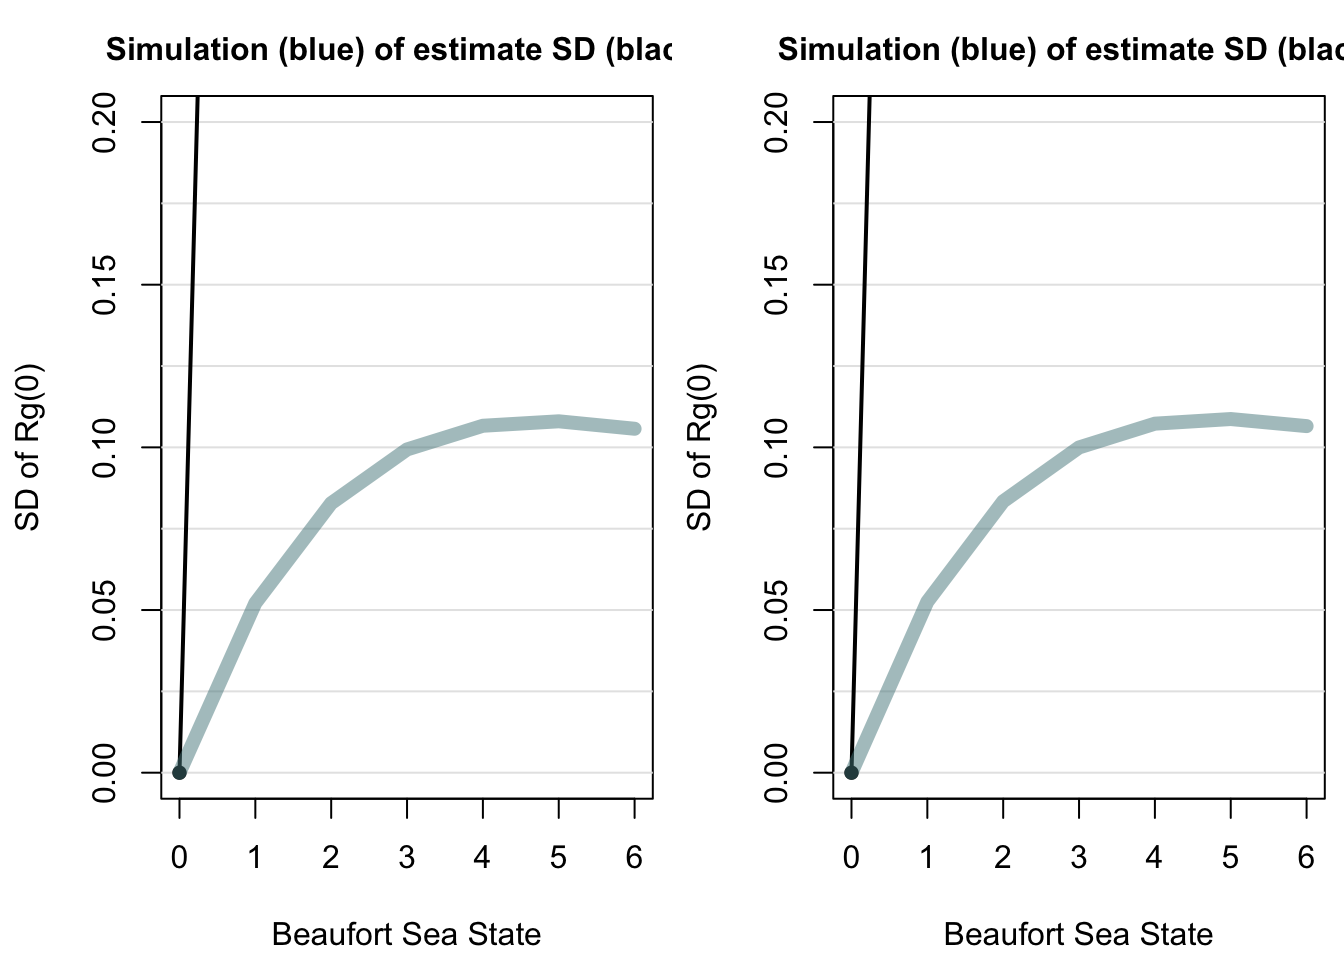 Simulation (blue) of estimate SD (blac
SD of Rg(0)
0.20
0.15
0.10
0.05
0.00
0 1 2 3 4 5 6
Beaufort Sea State
Simulation (blue) of estimate SD (blac
SD of Rg(0)
0.20
0.15
0.10
0.05
0.00
0 1 2 3 4 5 6
Beaufort Sea State